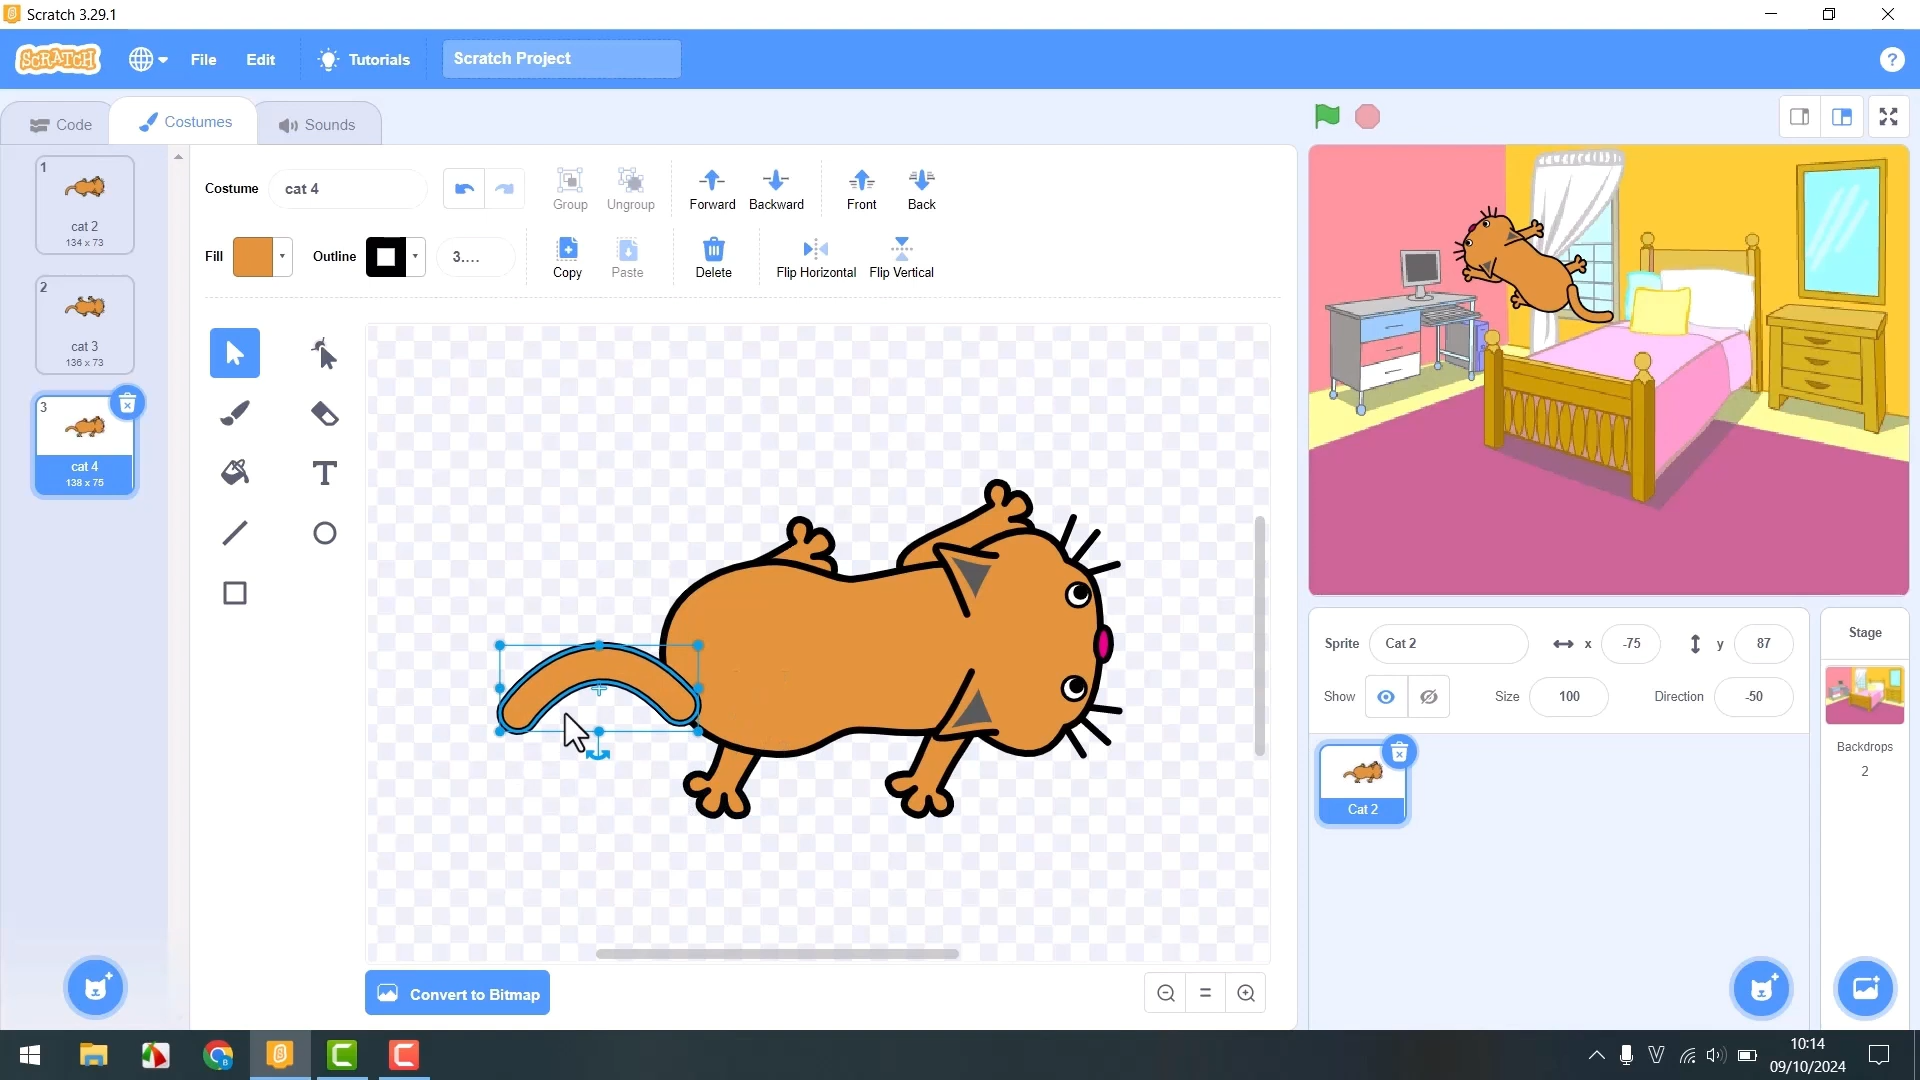 Scratch 3.29.1
SCRATCH
File
Edit
Tutorials
Scratch Project
?
Code
Costumes
Sounds
1
cat 2
134 x 73
2
cat 3
136 x 73
3
cat 4
138 x 75
Costume
cat 4
Group
Ungroup
Forward
Backward
Front
Back
Fill
Outline
3....
Copy
Paste
Delete
Flip Horizontal
Flip Vertical
T
Convert to Bitmap
Sprite
Cat 2
x
-75
y
87
Show
Size
100
Direction
-50
Cat 2
Stage
Backdrops
2
10:14
09/10/2024